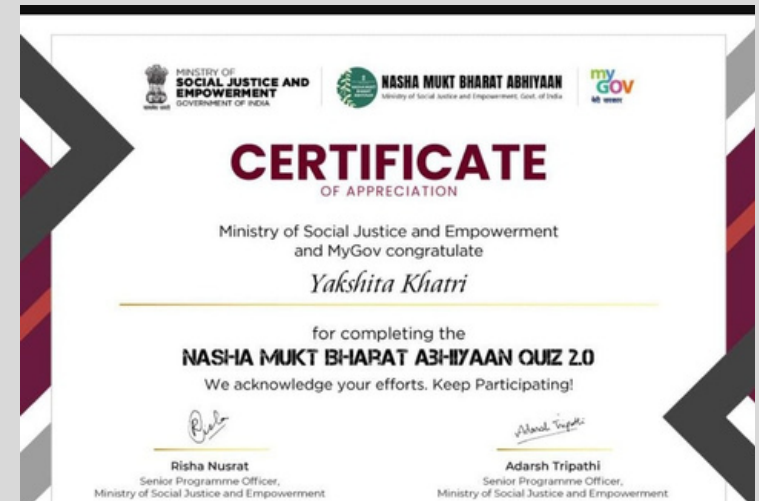 MINISTRY OF
SOCIAL JUSTICE AND
EMPOWERMENT
GOVERNMENT OF INDIA
NASHA MUKT BHARAT ABHIYAAN
Ministry of Social Justice and Empowerment, Govt. of India
my
GOV
मेरी सरकार
CERTIFICATE
OF APPRECIATION
Ministry of Social Justice and Empowerment
and MyGov congratulate
Yakshita Khatri
for completing the
NASHA MUKT BHARAT ABHIYAAN QUIZ 2.0
We acknowledge your efforts. Keep Participating!
Risha Nusrat
Senior Programme Officer,
Ministry of Social Justice and Empowerment
Adarsh Tripathi
Senior Programme Officer,
Ministry of Social Justice and Empowerment